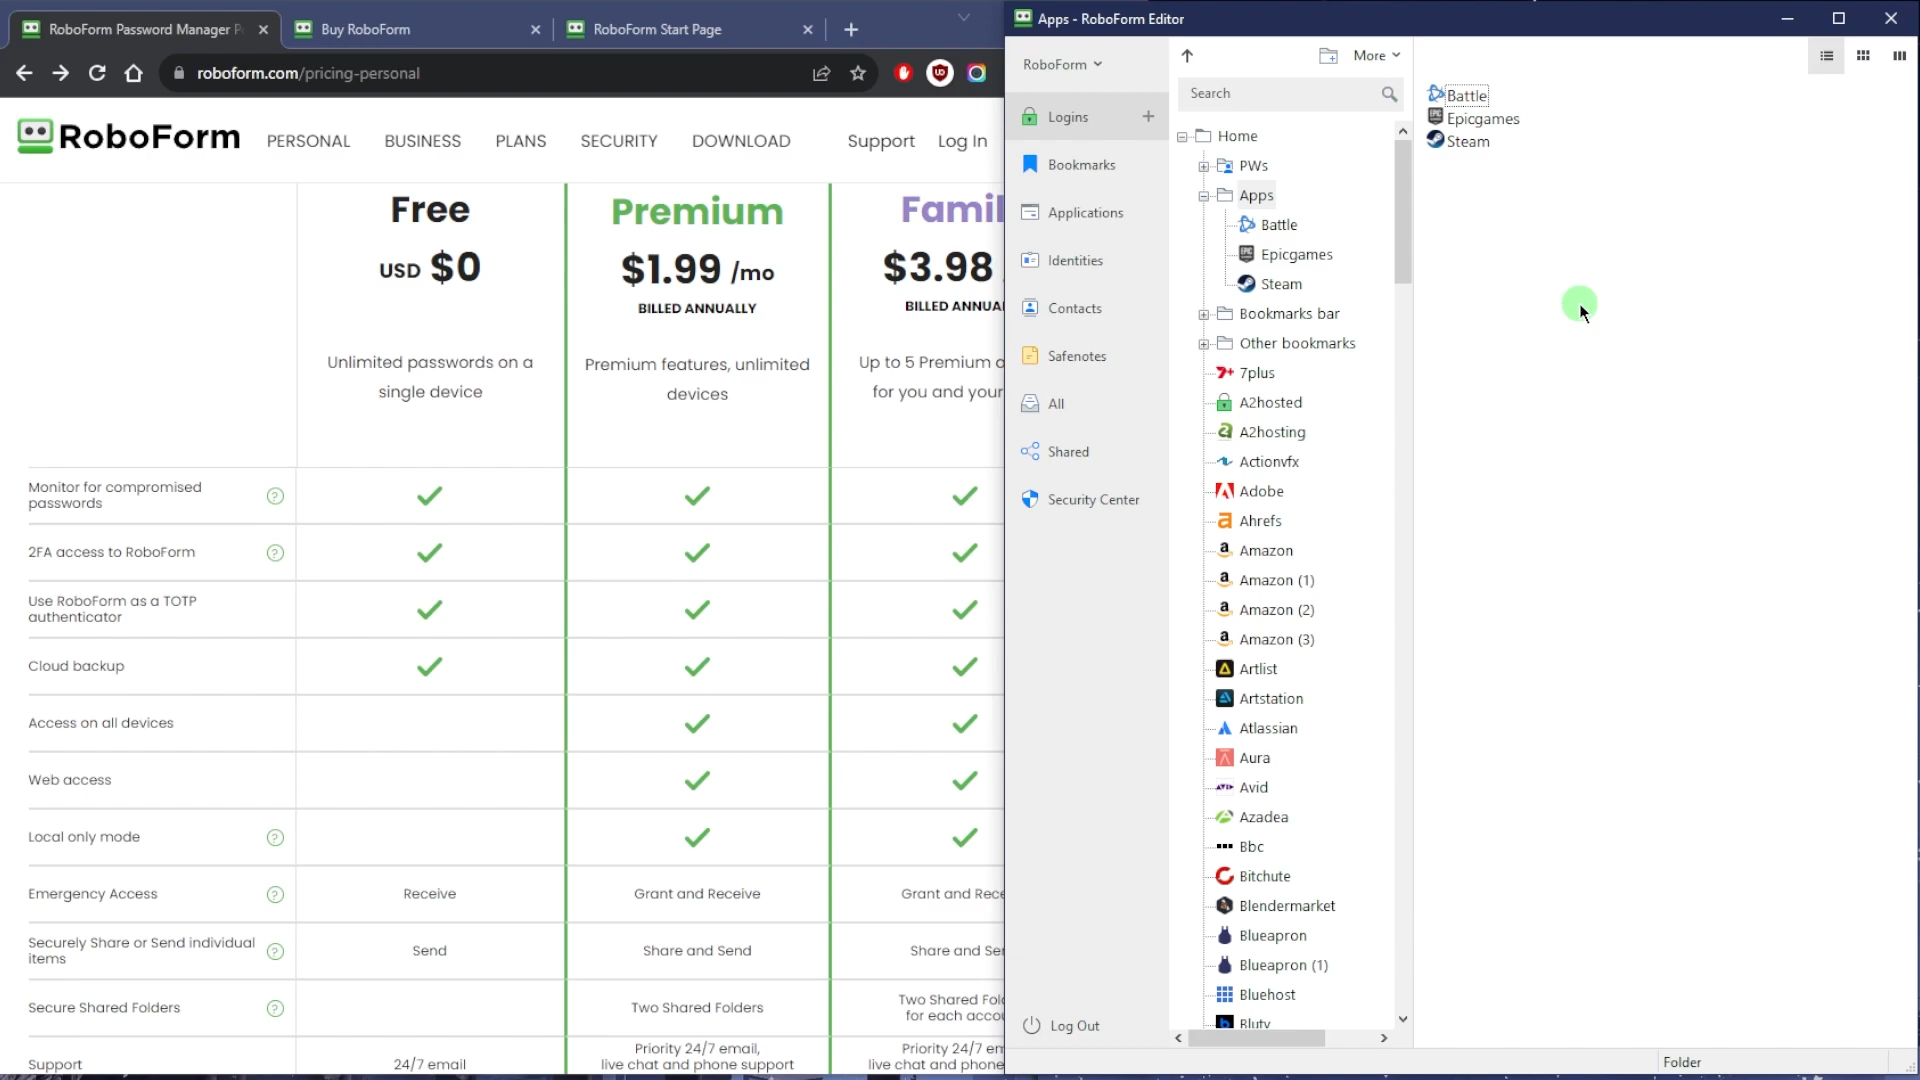 RoboForm Password Manager P
Buy RoboForm
RoboForm Start Page
roboform.com/pricing-personal
RoboForm
PERSONAL
BUSINESS
PLANS
SECURITY
DOWNLOAD
Support
Log In
Free
Premium
Famil
USD $0
$1.99 /mo
$3.98
BILLED ANNUALLY
BILLED ANNUA
Unlimited passwords on a
single device
Premium features, unlimited
devices
Up to 5 Premium a
for you and your
Monitor for compromised
passwords
2FA access to RoboForm
Use RoboForm as a TOTP
authenticator
Cloud backup
Access on all devices
Web access
Local only mode
Emergency Access
Receive
Grant and Receive
Grant and Rece
Securely Share or Send individual
items
Send
Share and Send
Share and Sen
Secure Shared Folders
Two Shared Folders
Two Shared Fol
for each accou
Support
24/7 email
Priority 24/7 email,
live chat and phone support
Priority 24/7 em
live chat and phone
Apps - RoboForm Editor
RoboForm
More
Logins
Bookmarks
Applications
Identities
Contacts
Safenotes
All
Shared
Security Center
Log Out
Search
Home
PWs
Apps
Battle
Epicgames
Steam
Bookmarks bar
Other bookmarks
7plus
A2hosted
A2hosting
Actionvfx
Adobe
Ahrefs
Amazon
Amazon (1)
Amazon (2)
Amazon (3)
Artlist
Artstation
Atlassian
Aura
Avid
Azadea
Bbc
Bitchute
Blendermarket
Blueapron
Blueapron (1)
Bluehost
Bluty
Battle
Epicgames
Steam
Folder